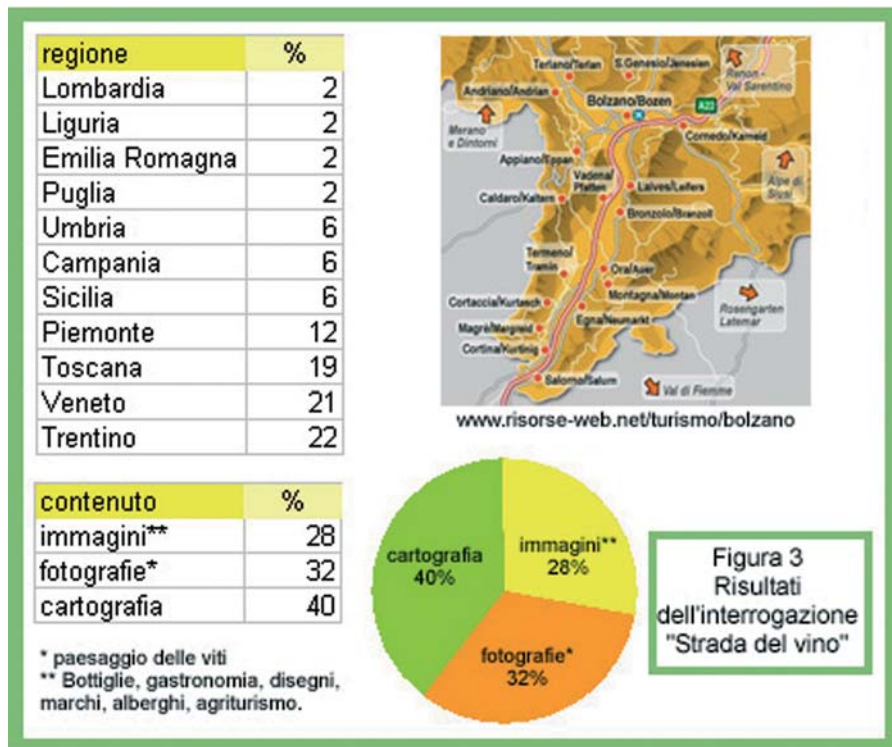 regione %
Lombardia 2
Liguria 2
Emilia Romagna 2
Puglia 2
Umbria 6
Campania 6
Sicilia 6
Piemonte 12
Toscana 19
Veneto 21
Trentino 22
contenuto %
immagini** 28
fotografie* 32
cartografia 40
* paesaggio delle viti
** Bottiglie, gastronomia, disegni,
marchi, alberghi, agriturismo.
Terlano/Terlan
S.Genesio/Jenesien
Renon -
Val Sarentino
Andriano/Andrian
Bolzano/Bozen
A22
Merano
e Dintorni
Cornedo/Karneid
Appiano/Eppan
Vadena/
Pfatten
Laives/Leifers
Alpe di
Siusi
Caldaro/Kaltern
Bronzolo/Branzoll
Termeno/
Tramin
Ora/Auer
Montagna/Montan
Cortaccia/Kurtasch
Egna/Neumarkt
Rosengarten
Latemar
Magrè/Margreid
Cortina/Kurtinig
Salorno/Salurn
Val di Fiemme
www.risorse-web.net/turismo/bolzano
cartografia
40%
immagini**
28%
fotografie*
32%
Figura 3
Risultati
dell'interrogazione
"Strada del vino"